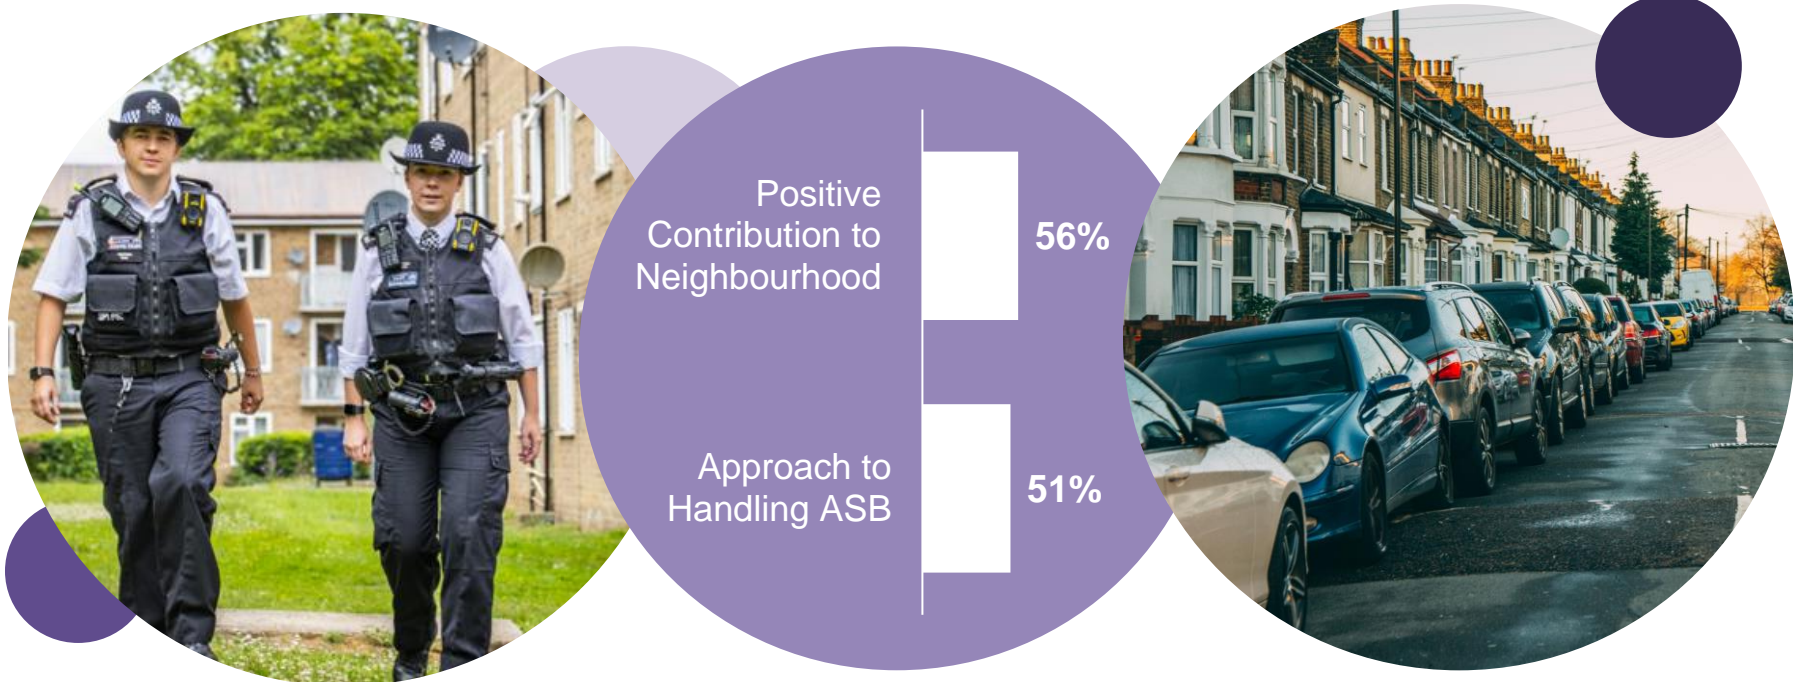 Positive
Contribution to
Neighbourhood
56%
Approach to
Handling ASB
51%